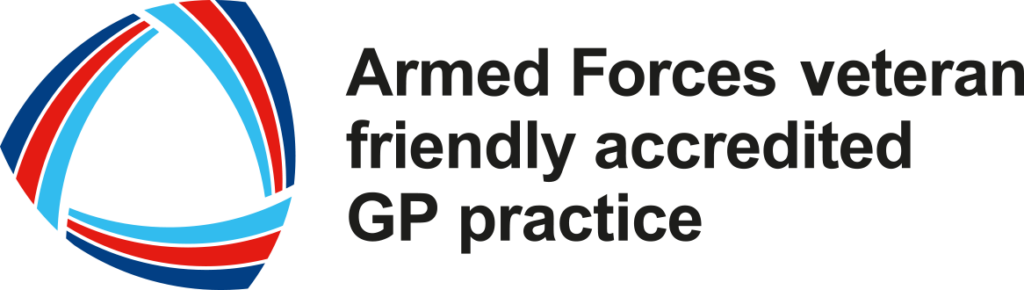 Armed Forces veteran
friendly accredited
GP practice